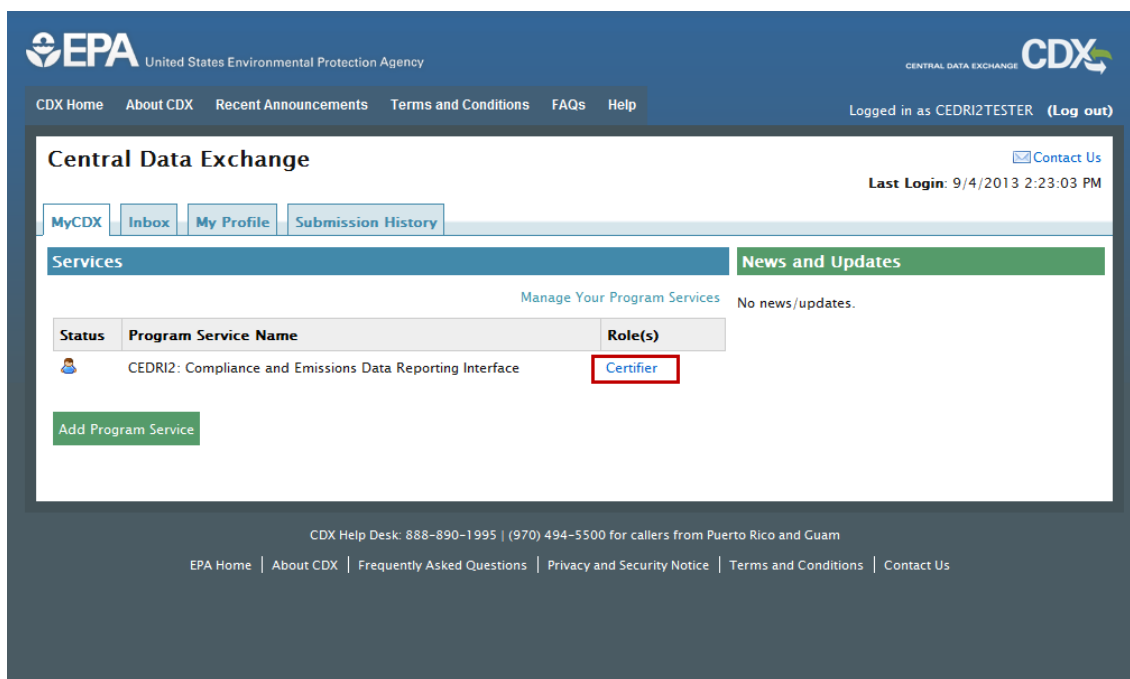 EPA United States Environmental Protection Agency
CENTRAL DATA EXCHANGE CDX
CDX Home About CDX Recent Announcements Terms and Conditions FAQs Help
Logged in as CEDRI2TESTER (Log out)
Central Data Exchange
Contact Us
Last Login: 9/4/2013 2:23:03 PM
MyCDX Inbox My Profile Submission History
Services
News and Updates
Manage Your Program Services
No news/updates.
Status Program Service Name Role(s)
CEDRI2: Compliance and Emissions Data Reporting Interface Certifier
Add Program Service
CDX Help Desk: 888-890-1995 | (970) 494-5500 for callers from Puerto Rico and Guam
EPA Home | About CDX | Frequently Asked Questions | Privacy and Security Notice | Terms and Conditions | Contact Us